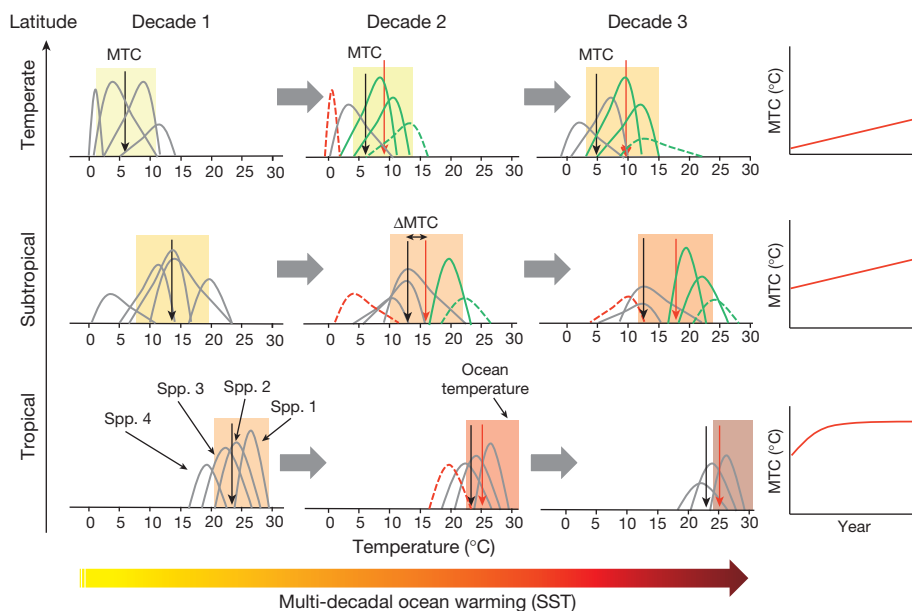 Latitude
Decade 1
Decade 2
Decade 3
Temperate
MTC
MTC
MTC
MTC (°C)
0 5 10 15 20 25 30
0 5 10 15 20 25 30
0 5 10 15 20 25 30
Subtropical
ΔMTC
MTC (°C)
0 5 10 15 20 25 30
0 5 10 15 20 25 30
0 5 10 15 20 25 30
Tropical
Spp. 4
Spp. 3
Spp. 2
Spp. 1
Ocean
temperature
MTC (°C)
0 5 10 15 20 25 30
0 5 10 15 20 25 30
0 5 10 15 20 25 30
Year
Temperature (°C)
Multi-decadal ocean warming (SST)